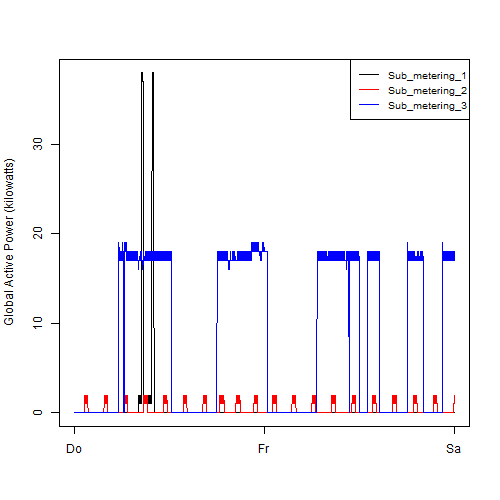 Sub_metering_1
Sub_metering_2
Sub_metering_3
Global Active Power (kilowatts)
30
20
10
0
Do Fr Sa